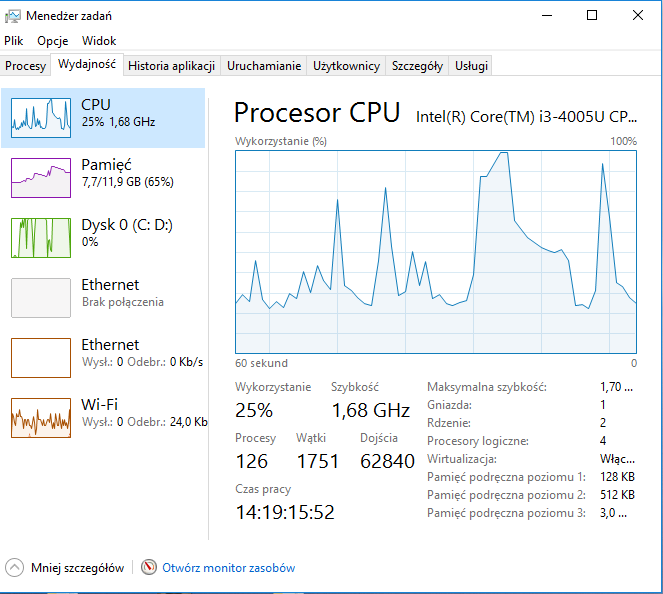 Menedżer zadań
Plik Opcje Widok
Procesy Wydajność Historia aplikacji Uruchamianie Użytkownicy Szczegóły Usługi
CPU
25% 1,68 GHz
Pamięć
7,7/11,9 GB (65%)
Dysk 0 (C: D:)
0%
Ethernet
Brak połączenia
Ethernet
Wysł.: 0 Odebr.: 0 Kb/s
Wi-Fi
Wysł.: 0 Odebr.: 24,0 Kb
Procesor CPU Intel(R) Core(TM) i3-4005U CP...
Wykorzystanie (%) 100%
60 sekund 0
Wykorzystanie Szybkość
25% 1,68 GHz
Procesy Wątki Dojścia
126 1751 62840
Czas pracy
14:19:15:52
Maksymalna szybkość: 1,70 ...
Gniazda: 1
Rdzenie: 2
Procesory logiczne: 4
Wirtualizacja: Włąc...
Pamięć podręczna poziomu 1: 128 KB
Pamięć podręczna poziomu 2: 512 KB
Pamięć podręczna poziomu 3: 3,0 ...
Mniej szczegółów Otwórz monitor zasobów